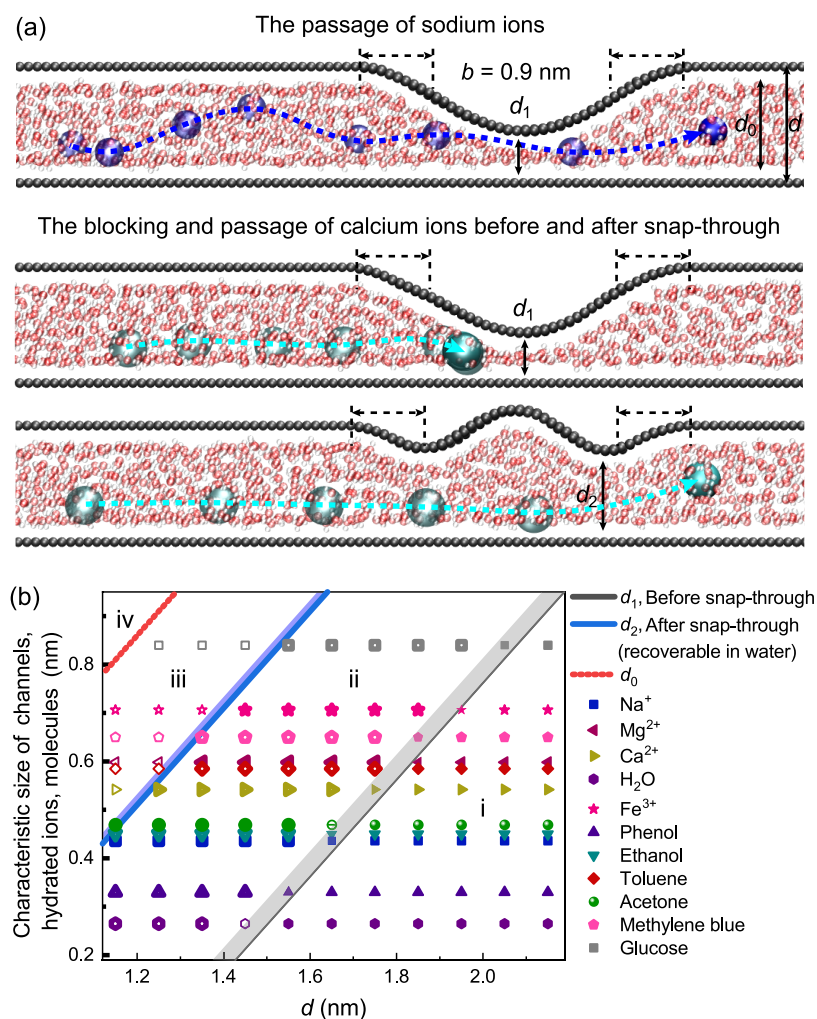 (a)
The passage of sodium ions
b = 0.9 nm
d₁
d₀
d
The blocking and passage of calcium ions before and after snap-through
d₁
d₂
(b)
Characteristic size of channels,
hydrated ions, molecules (nm)
0.8
0.6
0.4
0.2
iv
iii
ii
i
1.2 1.4 1.6 1.8 2.0
d (nm)
d₁, Before snap-through
d₂, After snap-through
(recoverable in water)
d₀
Na⁺
Mg²⁺
Ca²⁺
H₂O
Fe³⁺
Phenol
Ethanol
Toluene
Acetone
Methylene blue
Glucose